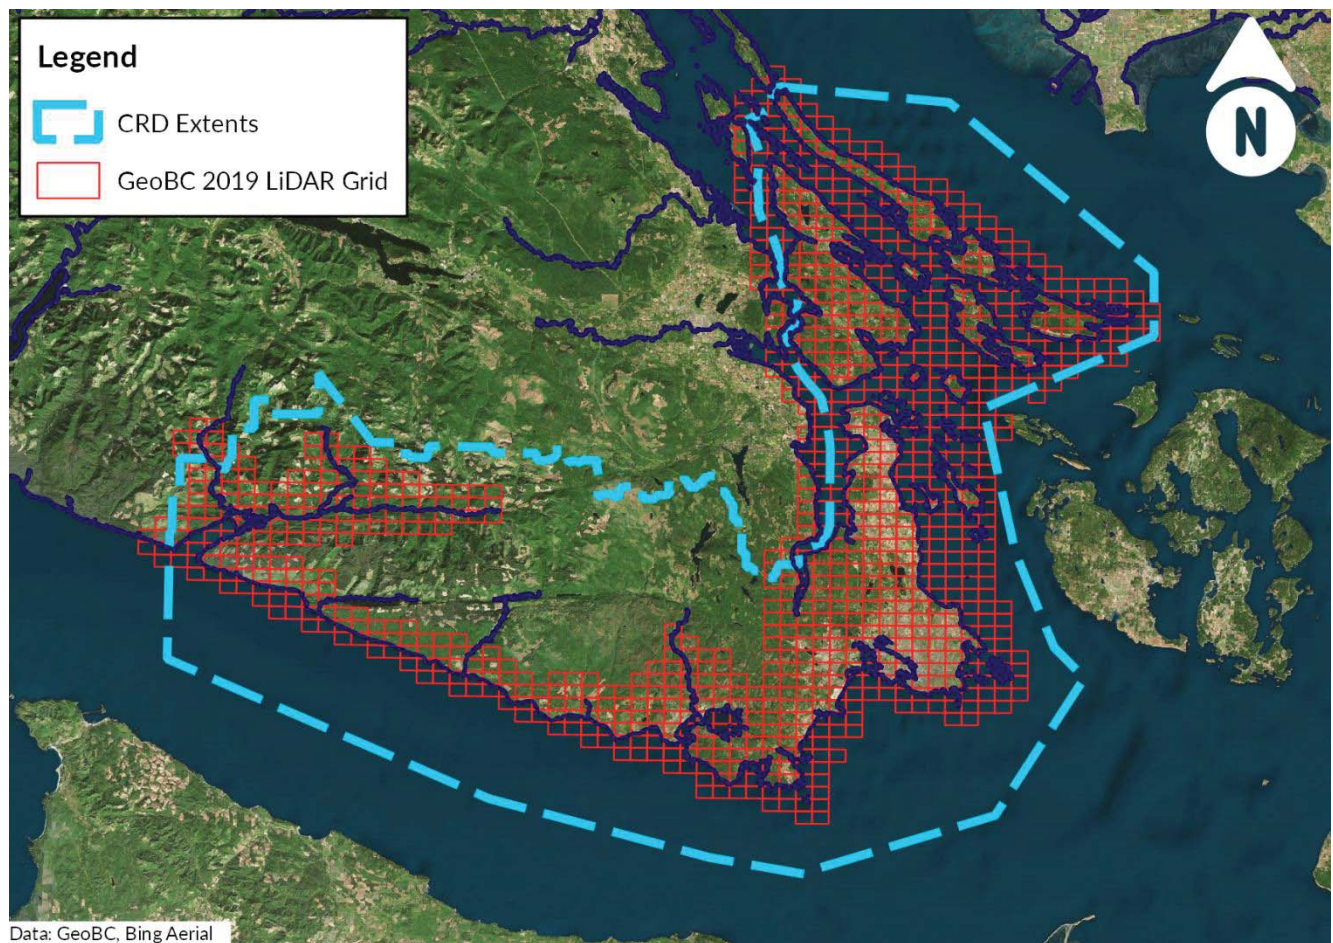 Legend
CRD Extents
GeoBC 2019 LiDAR Grid
N
Data: GeoBC, Bing Aerial